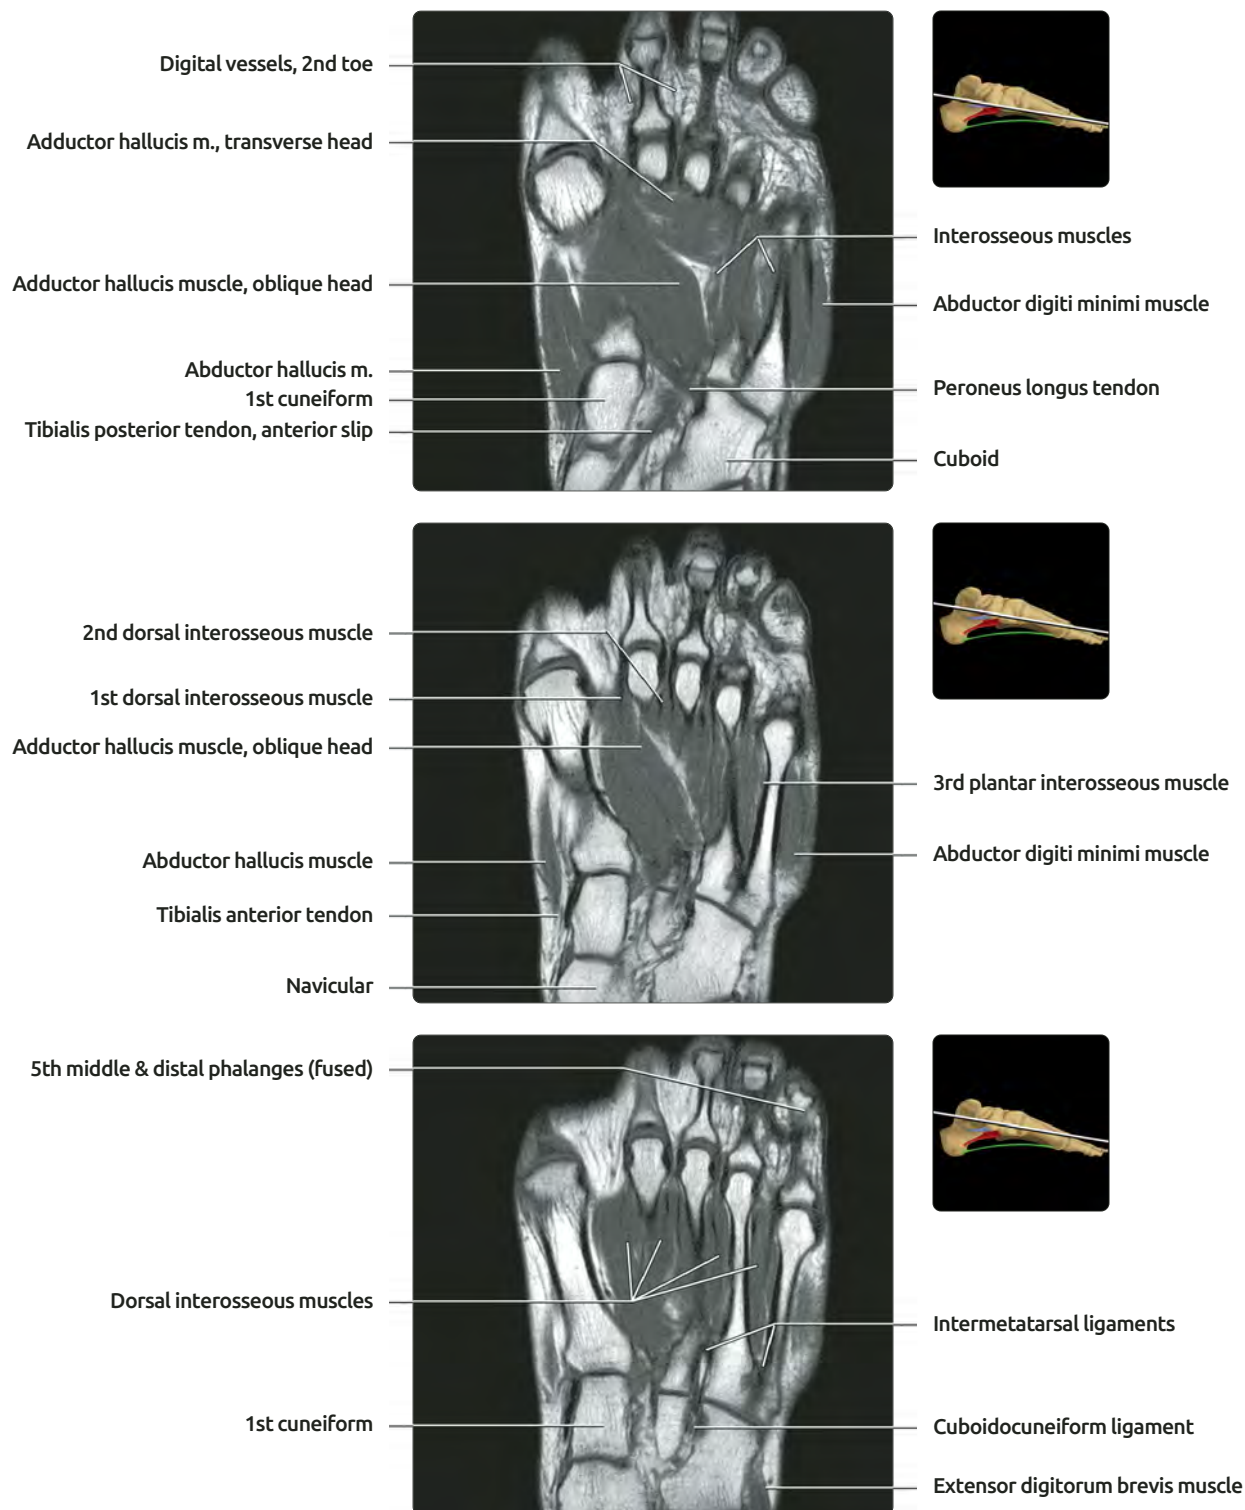 Digital vessels, 2nd toe
Adductor hallucis m., transverse head
Adductor hallucis muscle, oblique head
Abductor hallucis m.
1st cuneiform
Tibialis posterior tendon, anterior slip
Interosseous muscles
Abductor digiti minimi muscle
Peroneus longus tendon
Cuboid
2nd dorsal interosseous muscle
1st dorsal interosseous muscle
Adductor hallucis muscle, oblique head
Abductor hallucis muscle
Tibialis anterior tendon
Navicular
3rd plantar interosseous muscle
Abductor digiti minimi muscle
5th middle & distal phalanges (fused)
Dorsal interosseous muscles
1st cuneiform
Intermetatarsal ligaments
Cuboidocuneiform ligament
Extensor digitorum brevis muscle